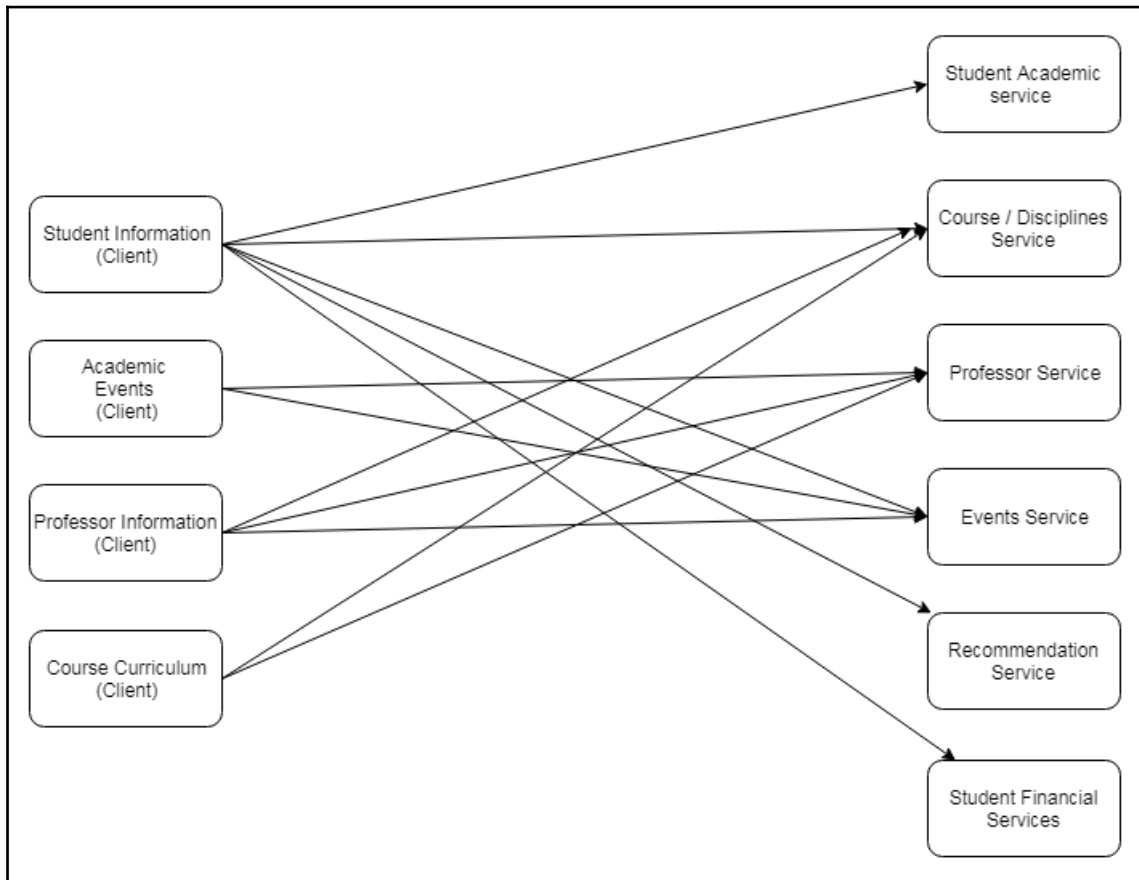 Student Information
(Client)
Academic
Events
(Client)
Professor Information
(Client)
Course Curriculum
(Client)
Student Academic
service
Course / Disciplines
Service
Professor Service
Events Service
Recommendation
Service
Student Financial
Services